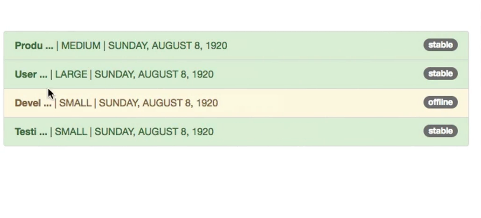 Produ ... | MEDIUM | SUNDAY, AUGUST 8, 1920 stable
User ... | LARGE | SUNDAY, AUGUST 8, 1920 stable
Devel ... | SMALL | SUNDAY, AUGUST 8, 1920 offline
Testi ... | SMALL | SUNDAY, AUGUST 8, 1920 stable